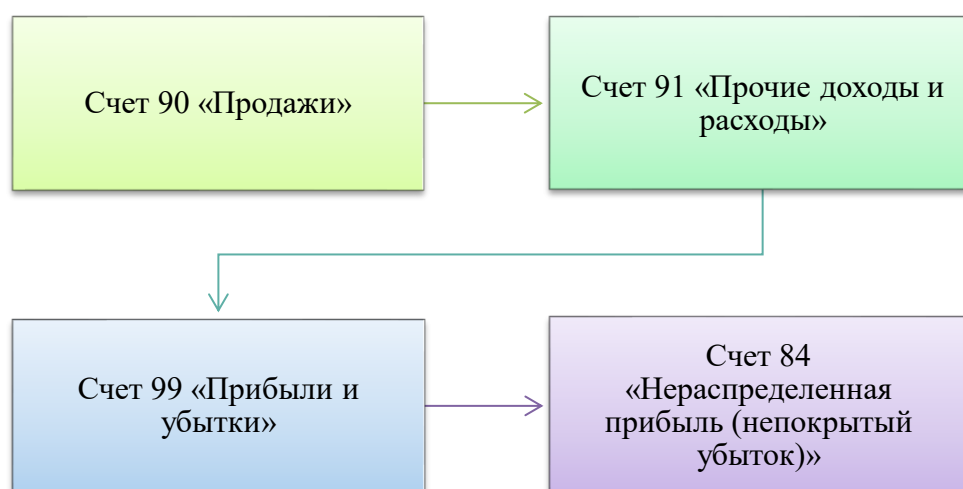 Счет 90 «Продажи»
Счет 91 «Прочие доходы и
расходы»
Счет 99 «Прибыли и
убытки»
Счет 84
«Нераспределенная
прибыль (непокрытый
убыток)»